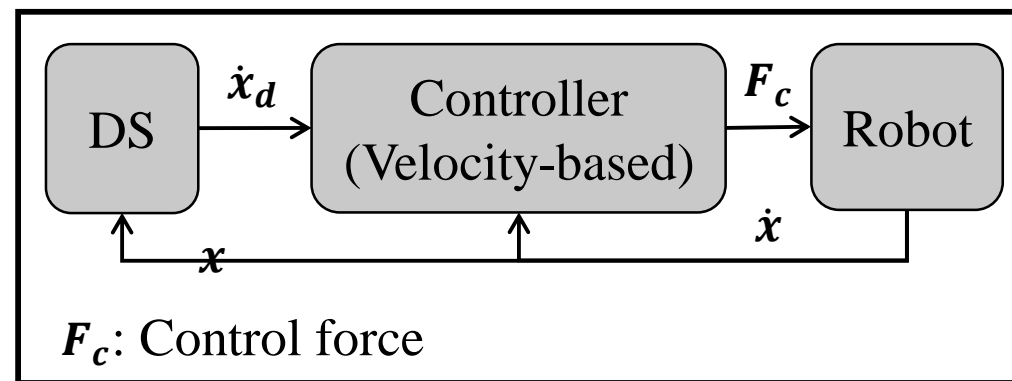 DS
ẋ_d
Controller
(Velocity-based)
F_c
Robot
x
ẋ
F_c: Control force